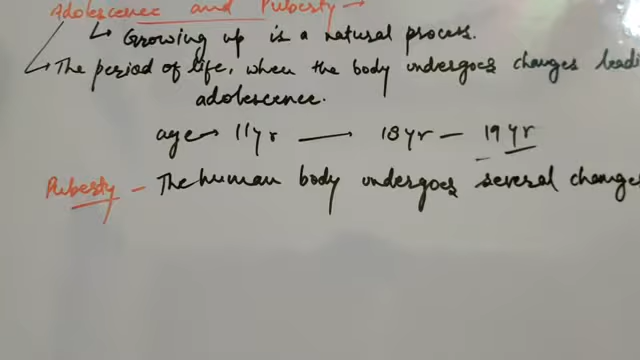 Adolescence and Puberty →
↳ Growing up is a natural process.
↳ The period of life, when the body undergoes changes leadi
adolescence.
age → 11yr — 18yr — 19yr
Puberty - The human body undergoes several changes